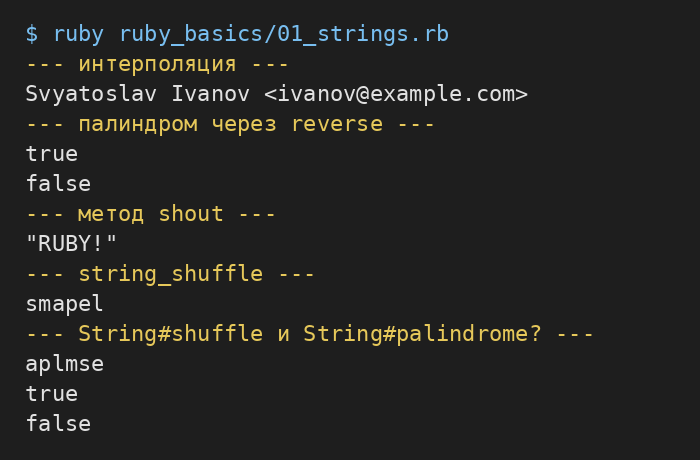 $ ruby ruby_basics/01_strings.rb
--- интерполяция ---
Svyatoslav Ivanov <ivanov@example.com>
--- палиндром через reverse ---
true
false
--- метод shout ---
"RUBY!"
--- string_shuffle ---
smapel
--- String#shuffle и String#palindrome? ---
aplmse
true
false